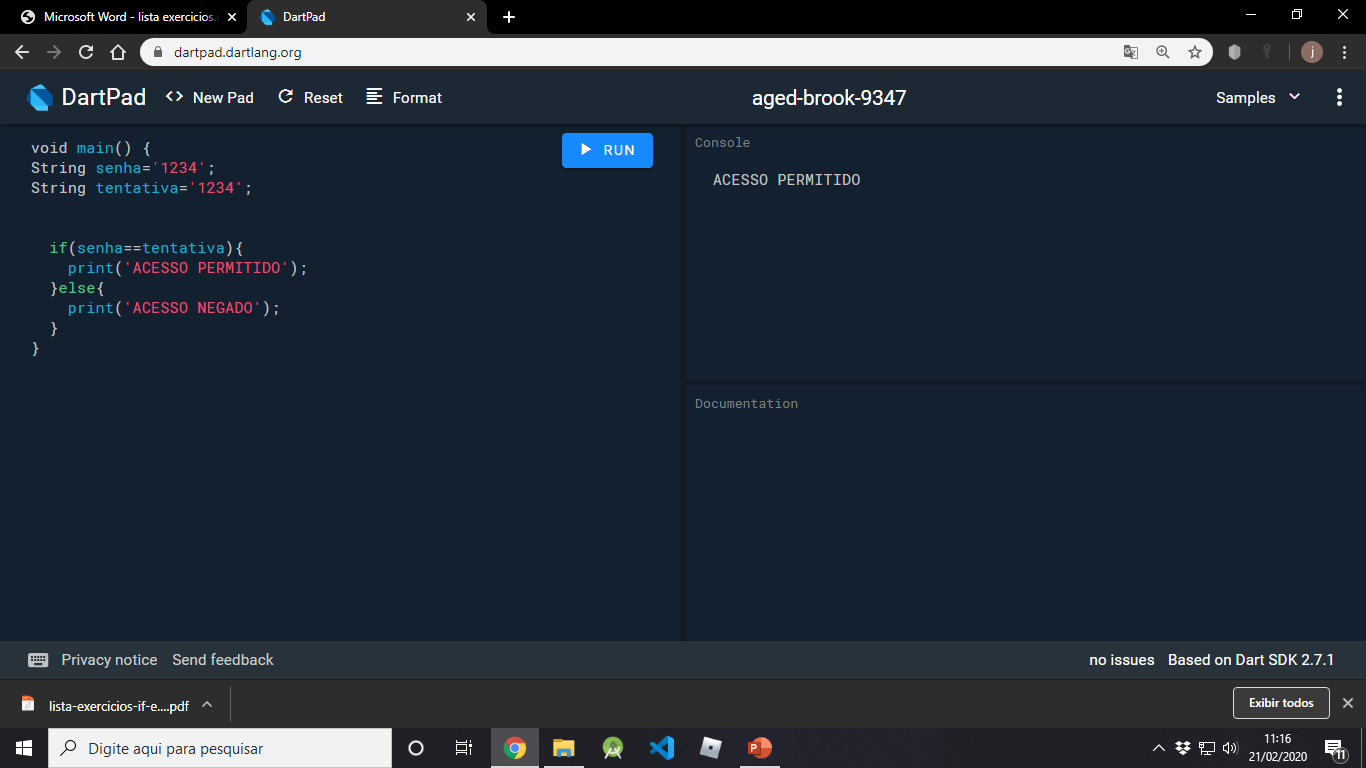 Microsoft Word - lista exercicios
DartPad
dartpad.dartlang.org
j
DartPad
<> New Pad
Reset
Format
aged-brook-9347
Samples
void main() {
String senha='1234';
String tentativa='1234';
if(senha==tentativa){
print('ACESSO PERMITIDO');
}else{
print('ACESSO NEGADO');
}
}
RUN
Console
ACESSO PERMITIDO
Documentation
Privacy notice
Send feedback
no issues
Based on Dart SDK 2.7.1
lista-exercicios-if-e....pdf
Exibir todos
Digite aqui para pesquisar
P
11:16
21/02/2020
11